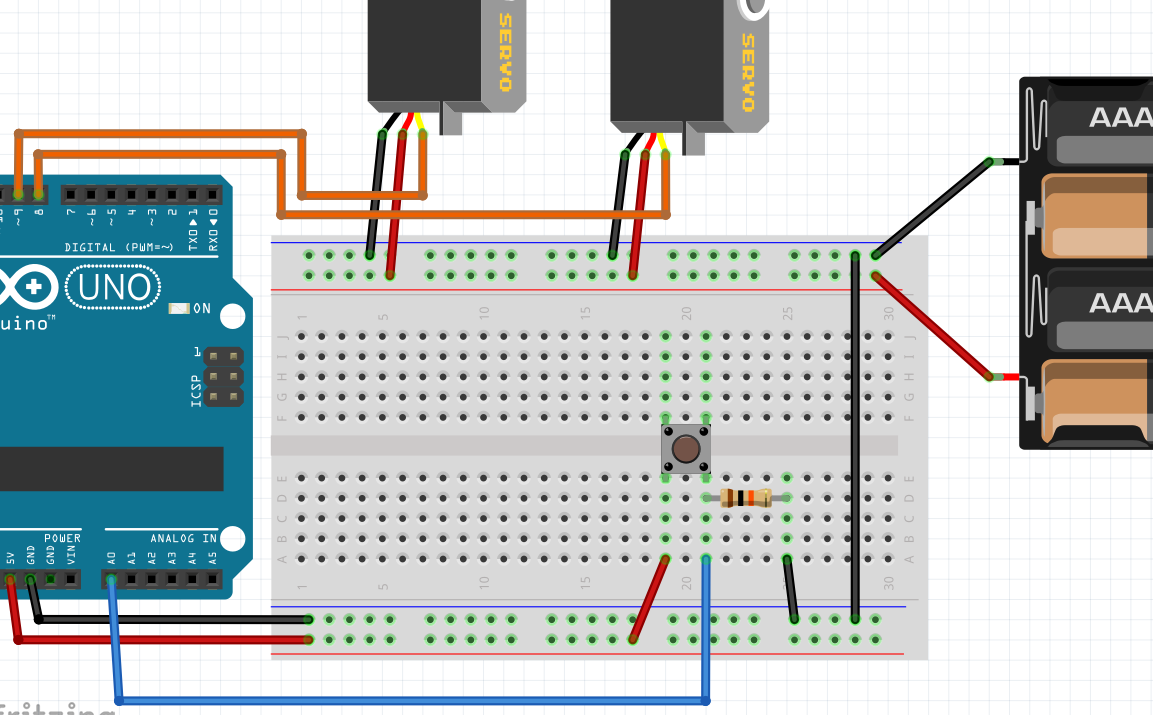 SERVO
SERVO
AAA
AAA
~9
8
7
~6
~5
4
~3
2
TX0▶1
RX0◀0
DIGITAL (PWM=~)
UNO
uino™
ON
1
ICSP
POWER
ANALOG IN
5V
GND
GND
VIN
A0
A1
A2
A3
A4
A5
1
5
10
15
20
25
30
J
I
H
G
F
J
I
H
G
F
E
D
C
B
A
E
D
C
B
A
1
5
10
15
20
25
30